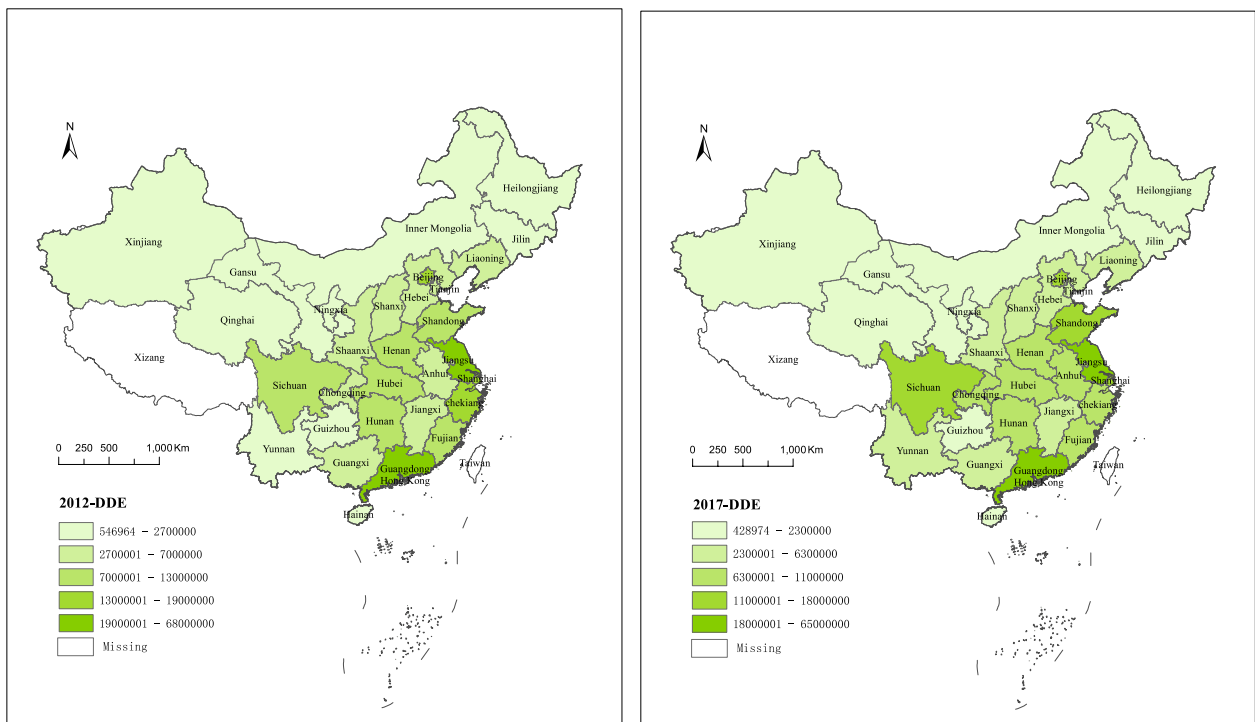 N
Heilongjiang
Jilin
Inner Mongolia
Liaoning
Xinjiang
Gansu
Beijing
Tianjin
Hebei
Shanxi
Ningxia
Qinghai
Shandong
Xizang
Shaanxi
Henan
Jiangsu
Anhui
Shanghai
Sichuan
Hubei
Chongqing
chekiang
Jiangxi
Hunan
Guizhou
Fujian
Yunnan
Guangxi
Guangdong
Taiwan
Hong Kong
Hainan
0 250 500 1,000 Km
2012-DDE
546964 - 2700000
2700001 - 7000000
7000001 - 13000000
13000001 - 19000000
19000001 - 68000000
Missing
N
Heilongjiang
Jilin
Inner Mongolia
Liaoning
Xinjiang
Gansu
Beijing
Tianjin
Hebei
Shanxi
Ningxia
Qinghai
Shandong
Xizang
Shaanxi
Henan
Jiangsu
Anhui
Shanghai
Sichuan
Hubei
Chongqing
chekiang
Jiangxi
Hunan
Guizhou
Fujian
Yunnan
Guangxi
Guangdong
Taiwan
Hong Kong
Hainan
0 250 500 1,000 Km
2017-DDE
428974 - 2300000
2300001 - 6300000
6300001 - 11000000
11000001 - 18000000
18000001 - 65000000
Missing